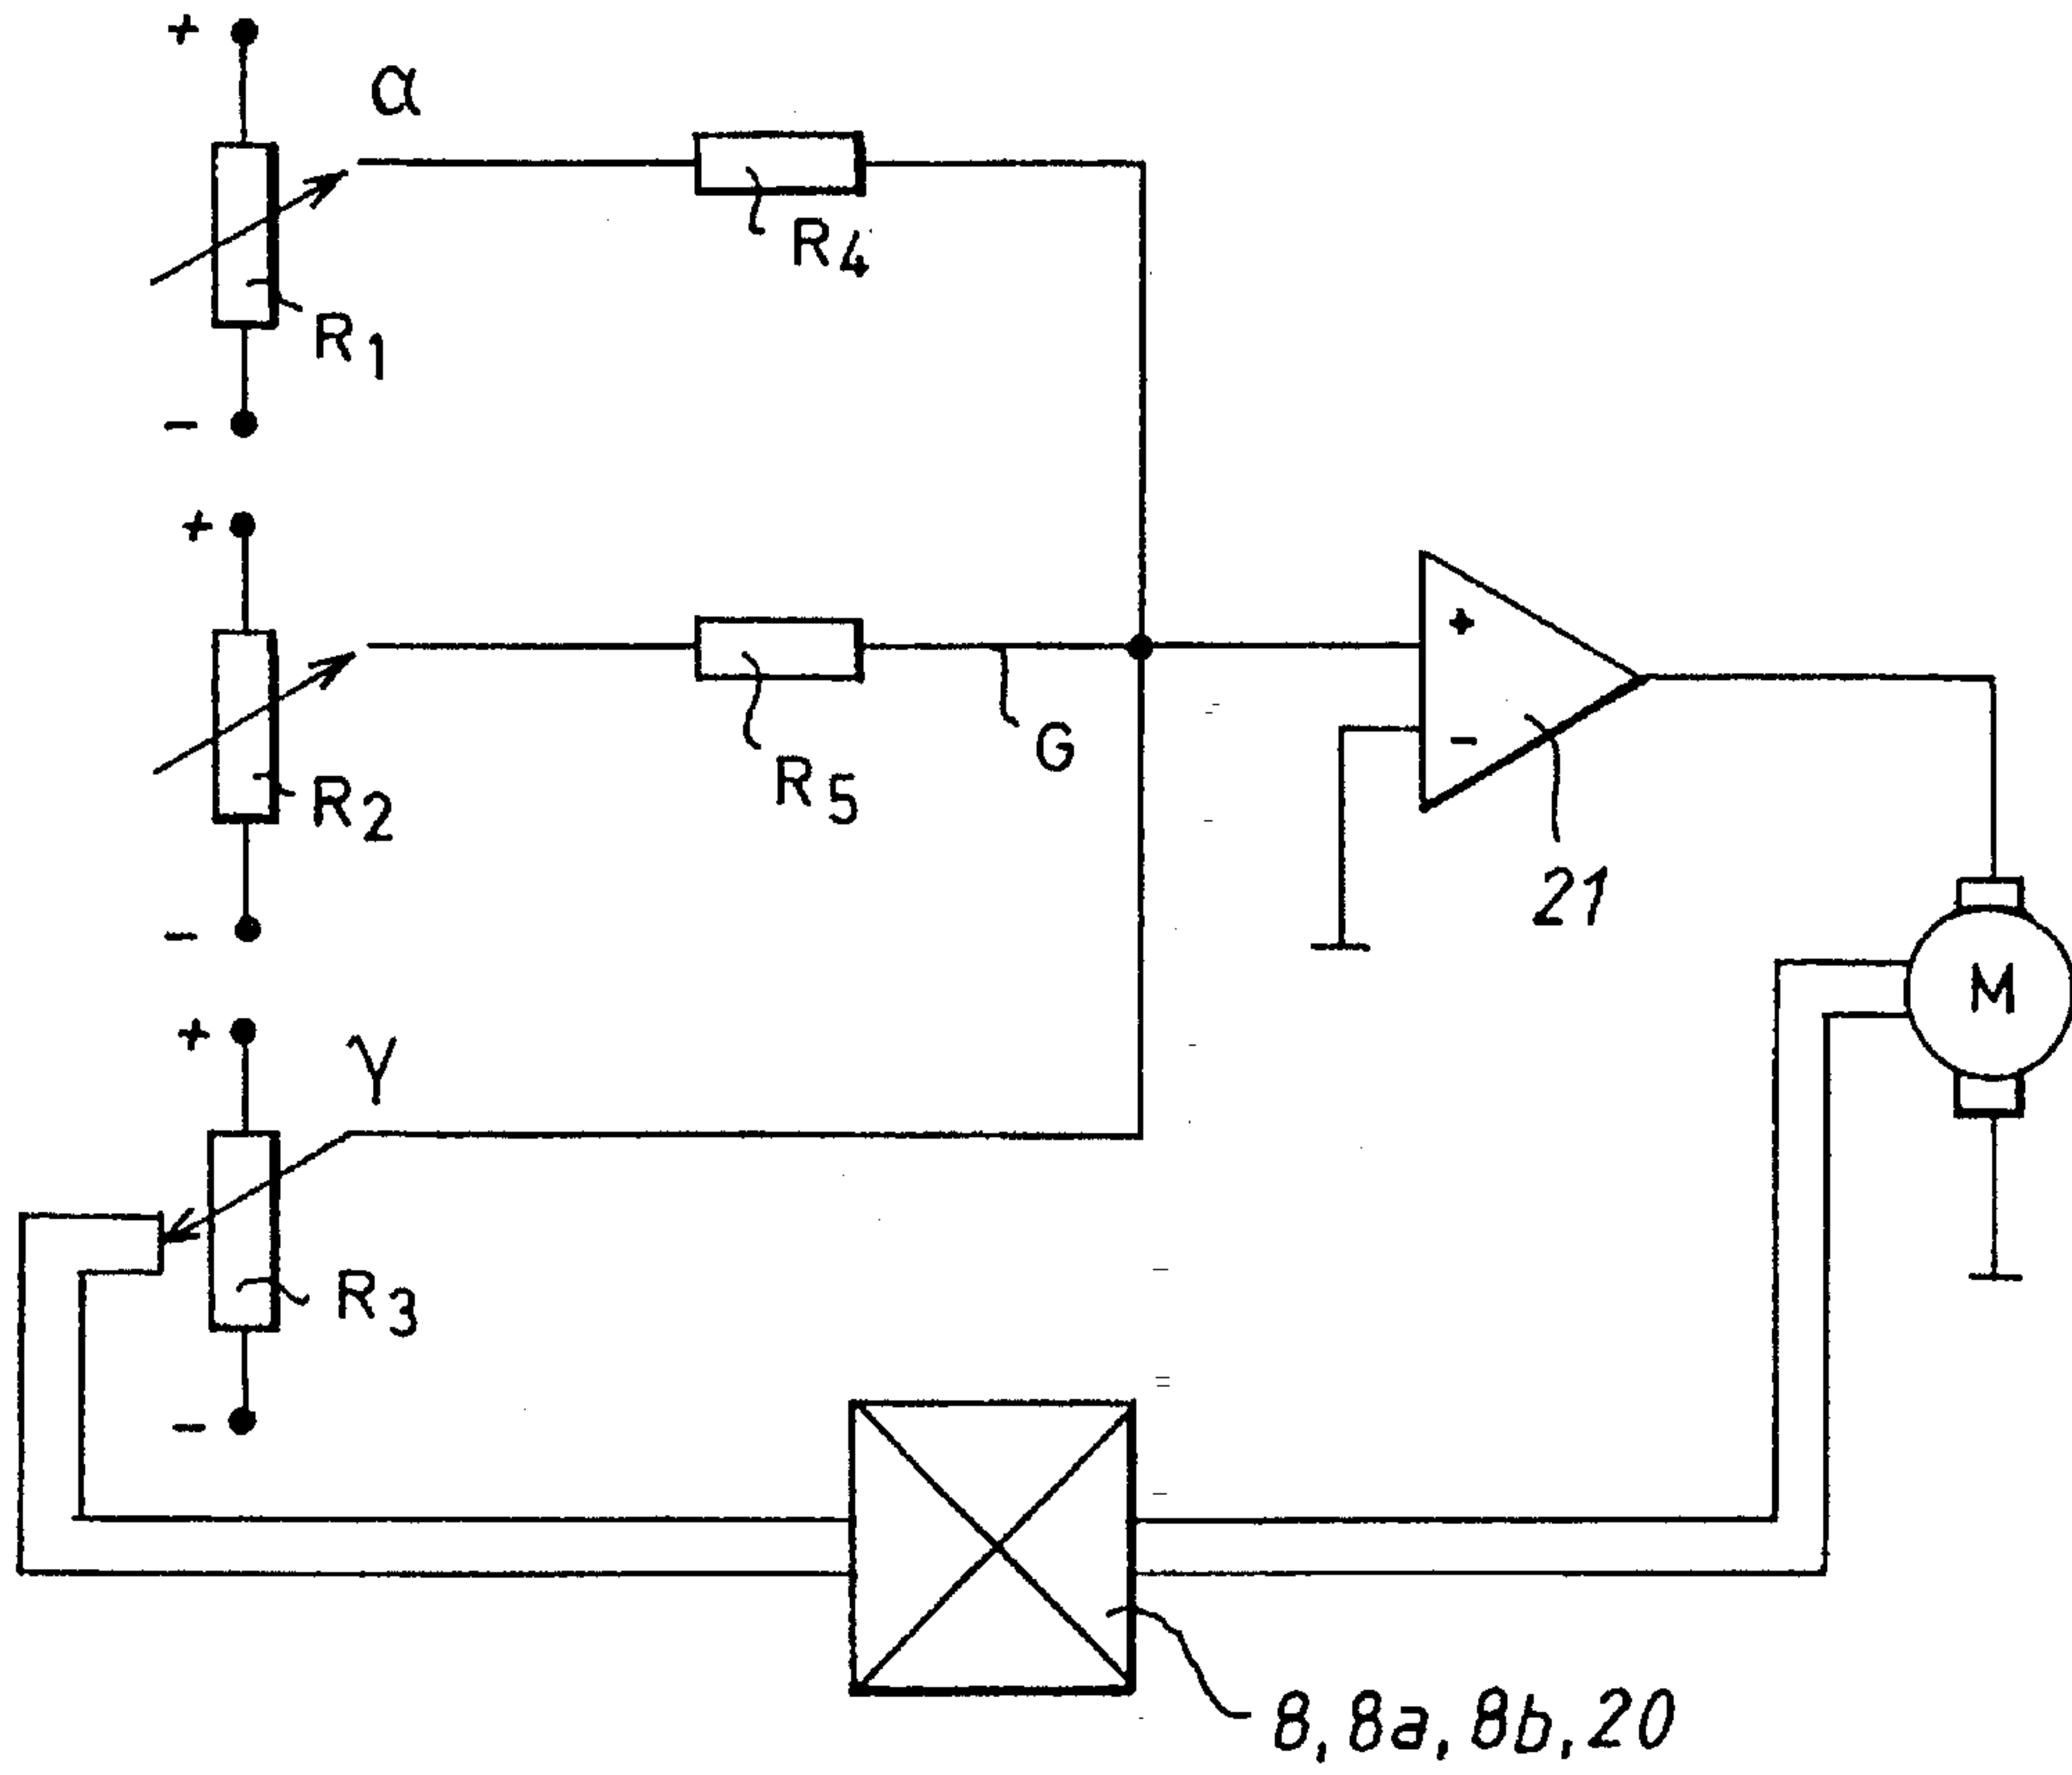 +
α
R4
R1
-
+
+
G
R5
R2
-
21
-
M
+
γ
R3
-
8, 8a, 8b, 20